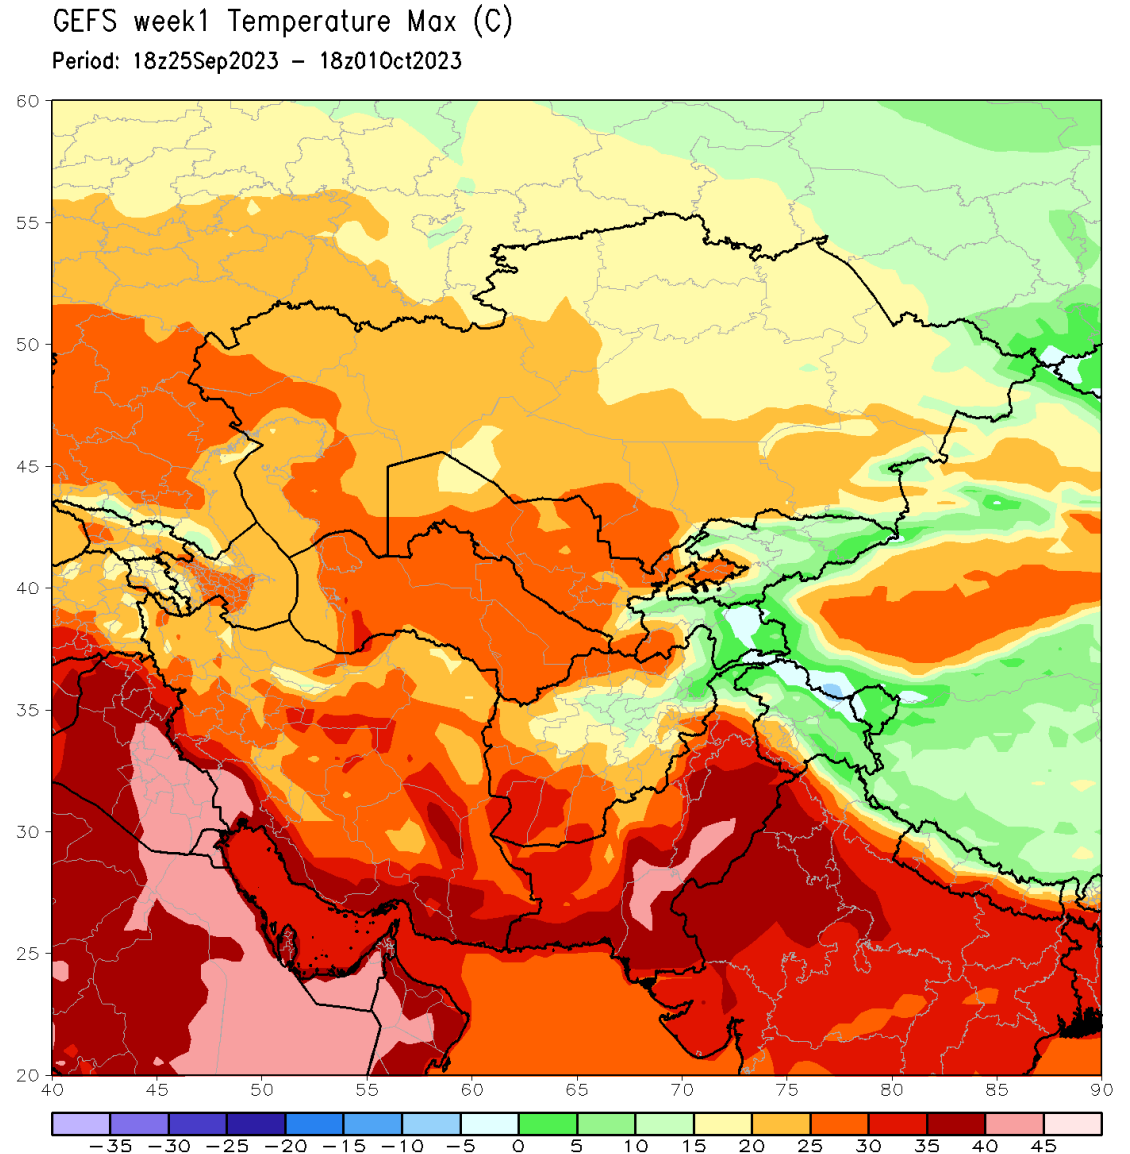 GEFS week1 Temperature Max (C)
Period: 18z25Sep2023 – 18z01Oct2023
60
55
50
45
40
35
30
25
20
40 45 50 55 60 65 70 75 80 85 90
−35 −30 −25 −20 −15 −10 −5 0 5 10 15 20 25 30 35 40 45